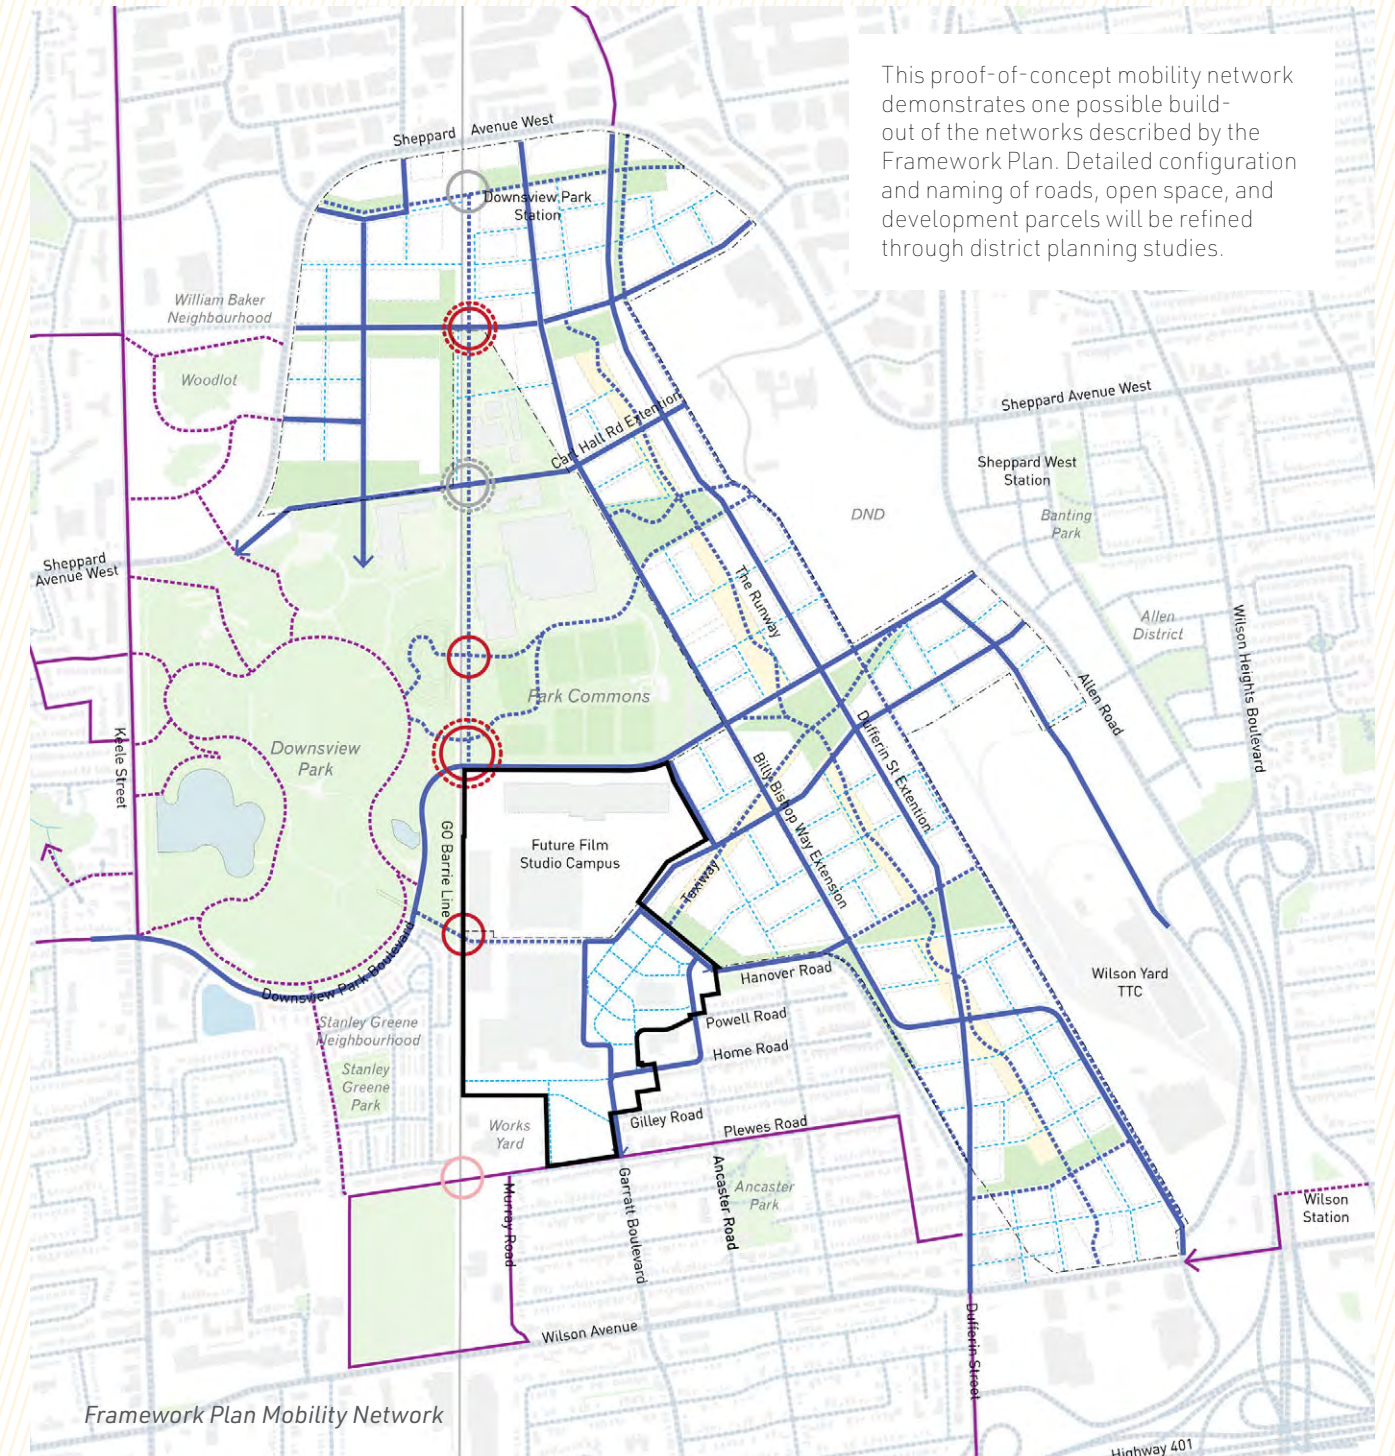 This proof-of-concept mobility network
demonstrates one possible build-
out of the networks described by the
Framework Plan. Detailed configuration
and naming of roads, open space, and
development parcels will be refined
through district planning studies.
Sheppard Avenue West
Downsview Park
Station
William Baker
Neighbourhood
Woodlot
Carl Hall Rd Extention
Sheppard Avenue West
Sheppard West
Station
DND
Banting
Park
Sheppard
Avenue West
The Runway
Allen
District
Wilson Heights Boulevard
Allen Road
Park Commons
Keele Street
Downsview
Park
Dufferin St Extention
Billy Bishop Way Extension
GO Barrie Line
Future Film
Studio Campus
Taxiway
Downsview Park Boulevard
Hanover Road
Wilson Yard
TTC
Powell Road
Stanley Greene
Neighbourhood
Home Road
Stanley
Greene
Park
Gilley Road
Works
Yard
Plewes Road
Ancaster Road
Ancaster
Park
Garratt Boulevard
Murray Road
Wilson
Station
Wilson Avenue
Dufferin Street
Framework Plan Mobility Network
Highway 401